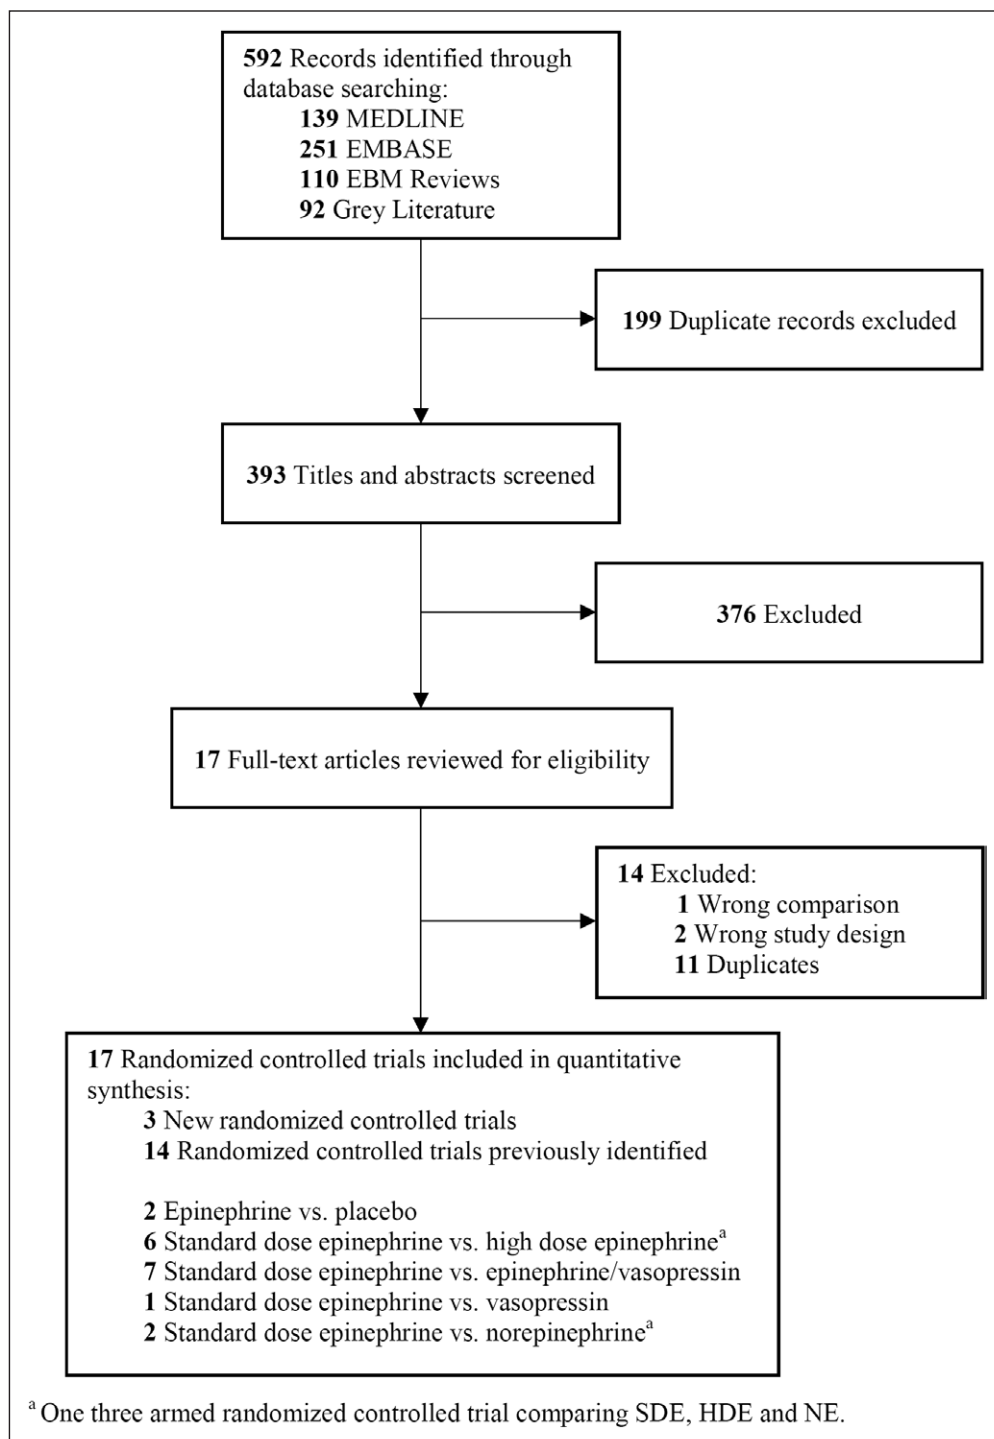 592 Records identified through
database searching:
139 MEDLINE
251 EMBASE
110 EBM Reviews
92 Grey Literature
199 Duplicate records excluded
393 Titles and abstracts screened
376 Excluded
17 Full-text articles reviewed for eligibility
14 Excluded:
1 Wrong comparison
2 Wrong study design
11 Duplicates
17 Randomized controlled trials included in quantitative
synthesis:
3 New randomized controlled trials
14 Randomized controlled trials previously identified
2 Epinephrine vs. placebo
6 Standard dose epinephrine vs. high dose epinephrineᵃ
7 Standard dose epinephrine vs. epinephrine/vasopressin
1 Standard dose epinephrine vs. vasopressin
2 Standard dose epinephrine vs. norepinephrineᵃ
ᵃ One three armed randomized controlled trial comparing SDE, HDE and NE.